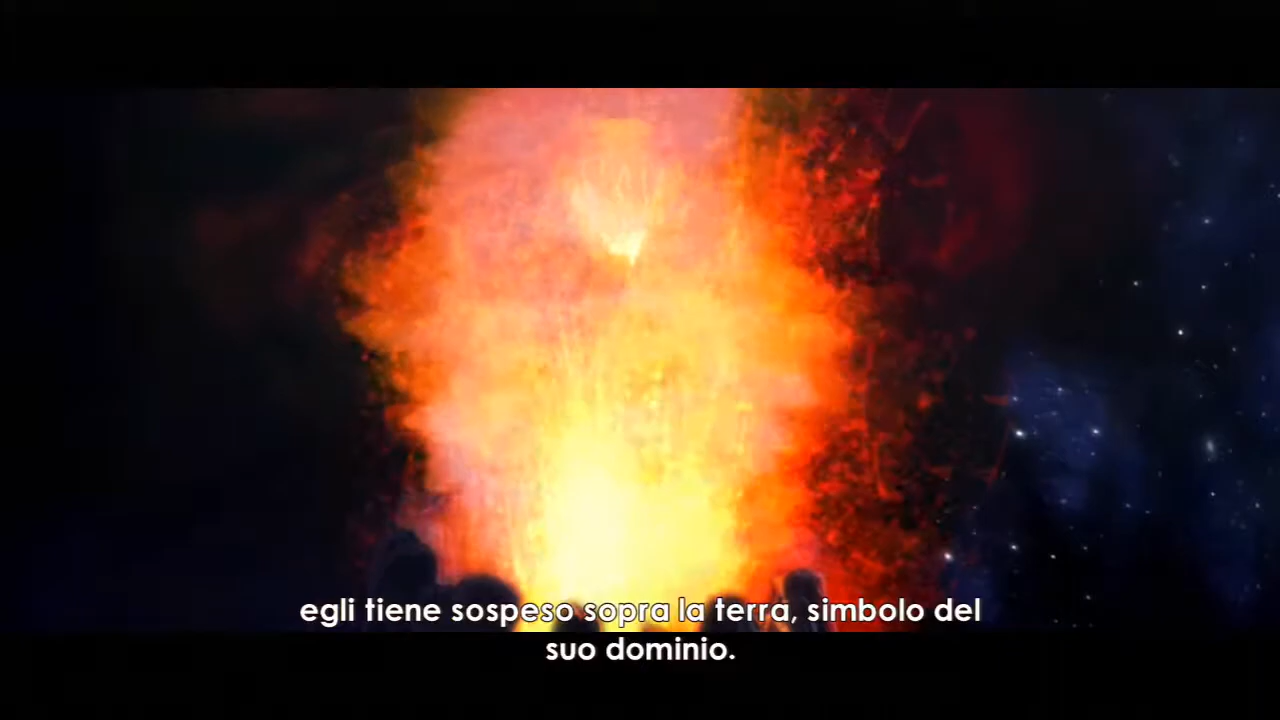 egli tiene sospeso sopra la terra, simbolo del
suo dominio.